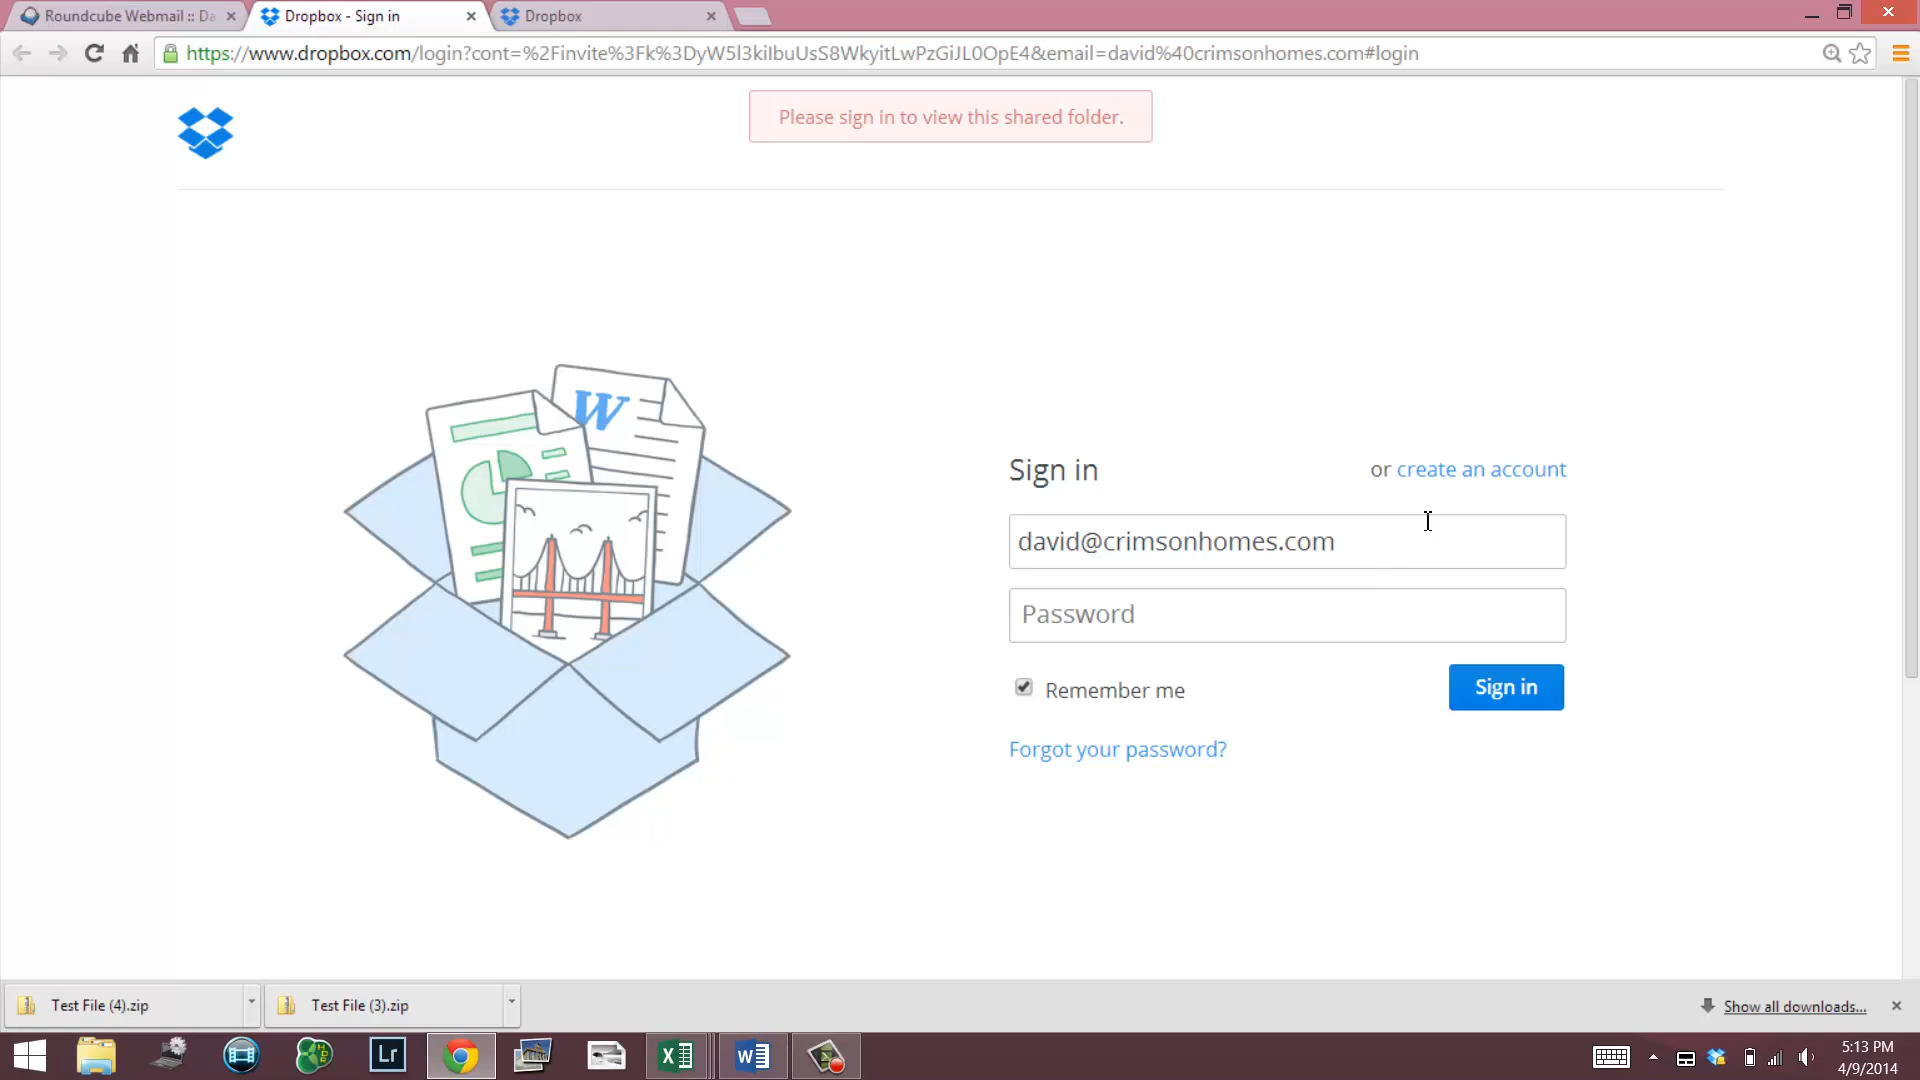 Roundcube Webmail :: Da
Dropbox - Sign in
Dropbox
https://www.dropbox.com/login?cont=%2Finvite%3Fk%3DyW5l3kiIbuUsS8WkyitLwPzGiJL0OpE4&email=david%40crimsonhomes.com#login
Please sign in to view this shared folder.
W
Sign in
or create an account
david@crimsonhomes.com
Password
Remember me
Sign in
Forgot your password?
Test File (4).zip
Test File (3).zip
Show all downloads...
Lr
5:13 PM
4/9/2014